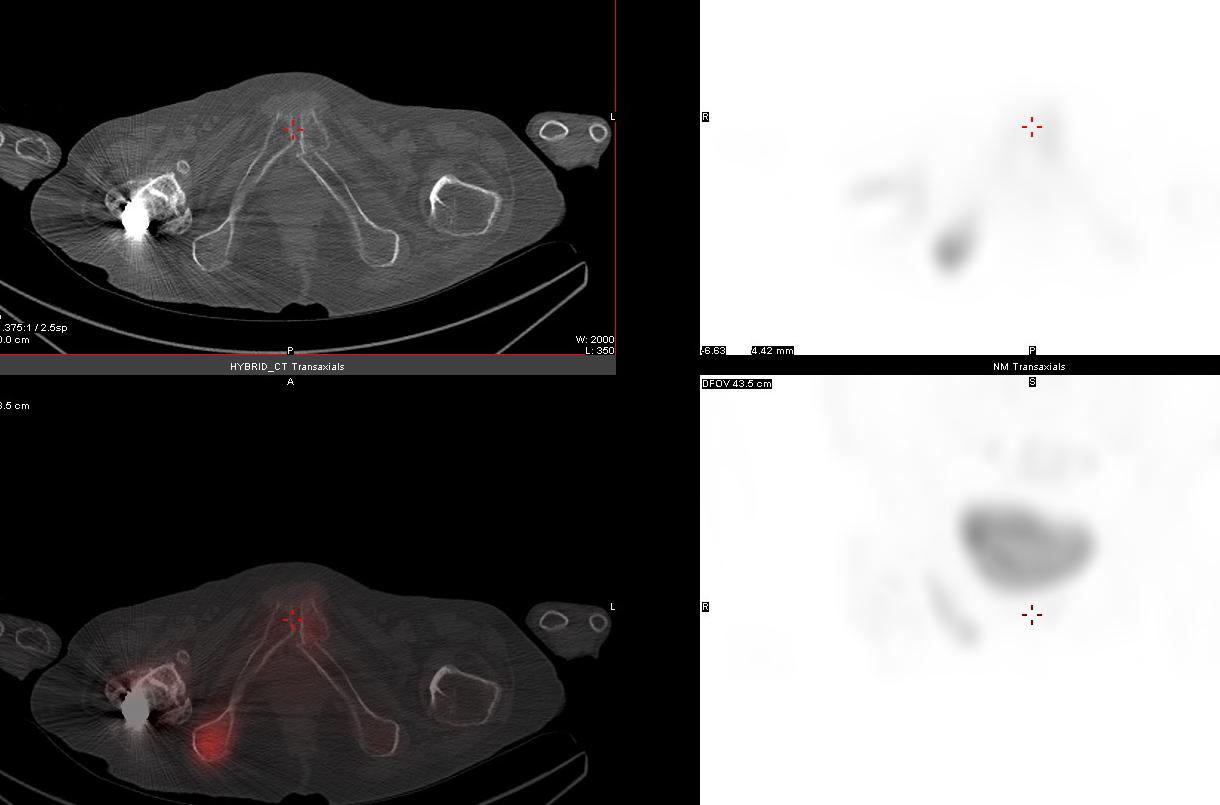 L
R
.375:1 / 2.5sp
0.0 cm
P
W: 2000
L: 350
-6.63 4.42 mm
P
HYBRID_CT Transaxials
NM Transaxials
A
3.5 cm
DFOV 43.5 cm
S
L
R